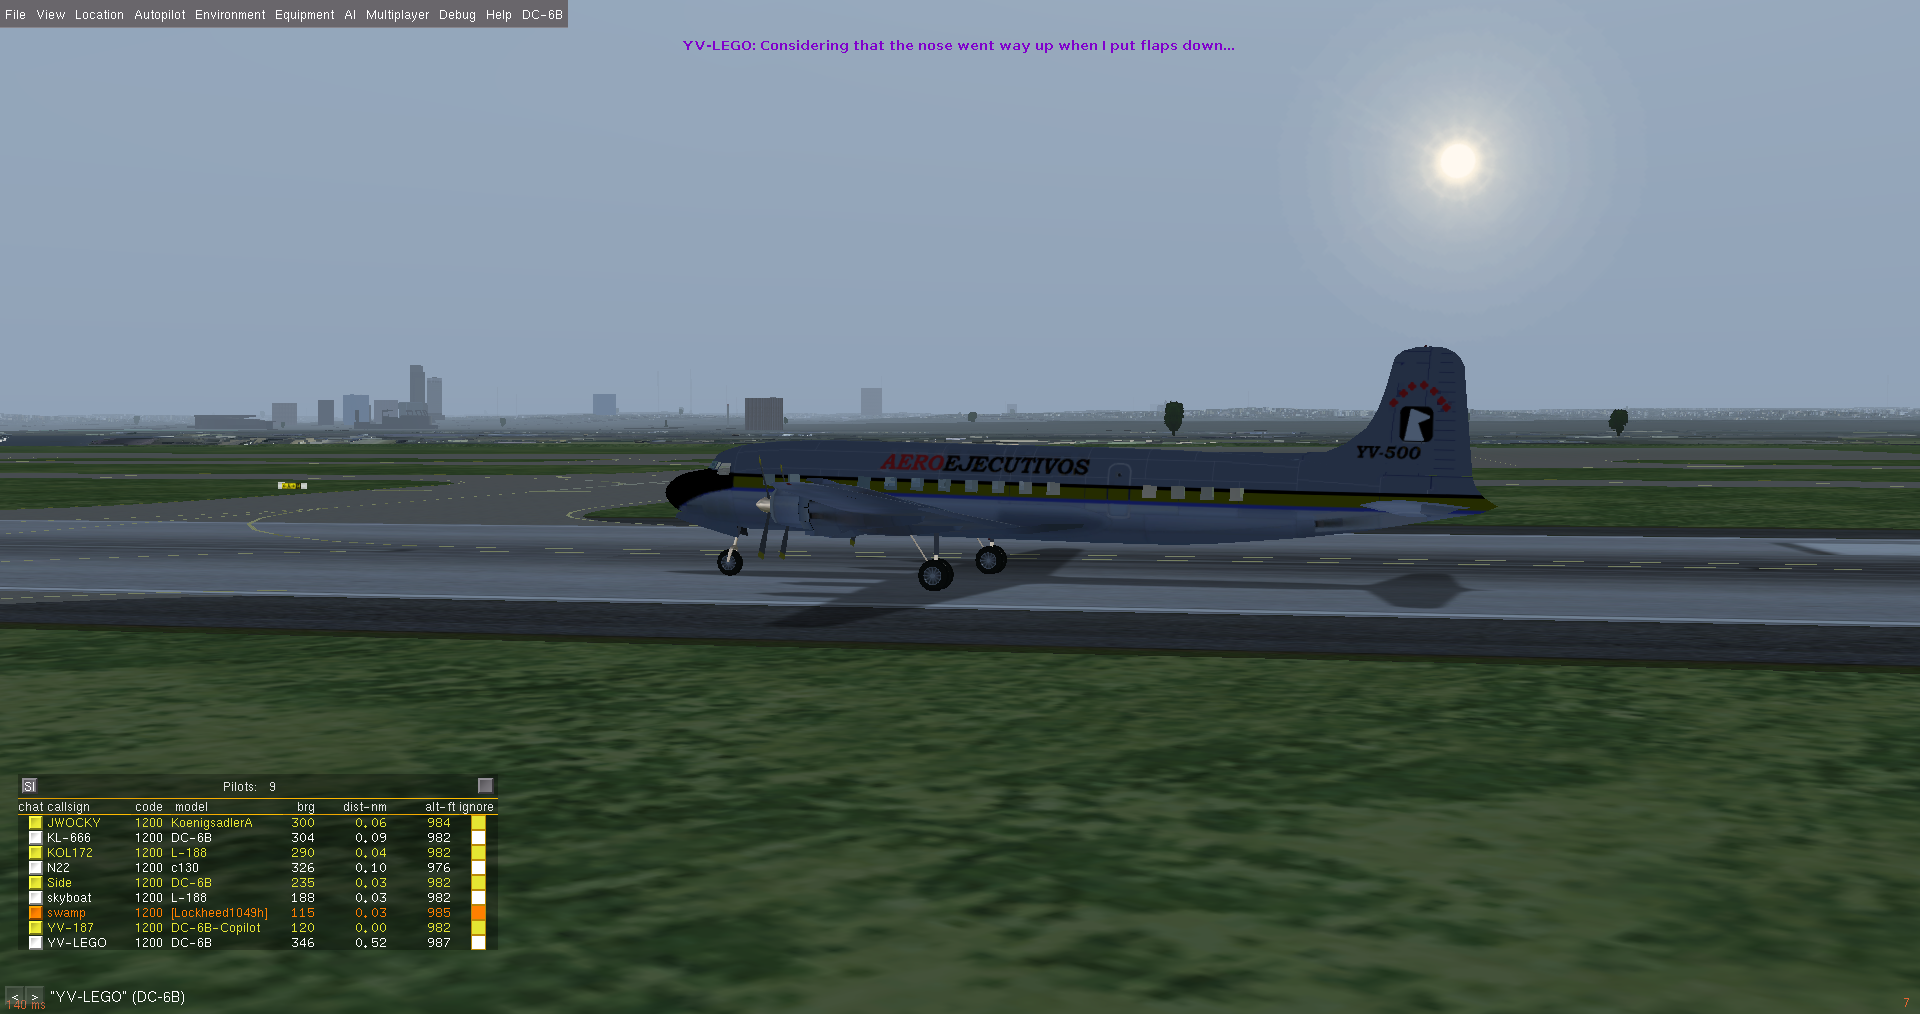 File View Location Autopilot Environment Equipment AI Multiplayer Debug Help DC-6B
YV-LEGO: Considering that the nose went way up when I put flaps down...
YV-500
AEROEJECUTIVOS
SI Pilots: 9
chat callsign code model brg dist-nm alt-ft ignore
JWOCKY 1200 KoenigsadlerA 300 0.06 984
KL-666 1200 DC-6B 304 0.09 982
KOL172 1200 L-188 290 0.04 982
N22 1200 c130 326 0.10 976
Side 1200 DC-6B 235 0.03 982
skyboat 1200 L-188 188 0.03 982
swamp 1200 [Lockheed1049h] 115 0.03 985
YV-187 1200 DC-6B-Copilot 120 0.00 982
YV-LEGO 1200 DC-6B 346 0.52 987
< > "YV-LEGO" (DC-6B)
140 ms
7